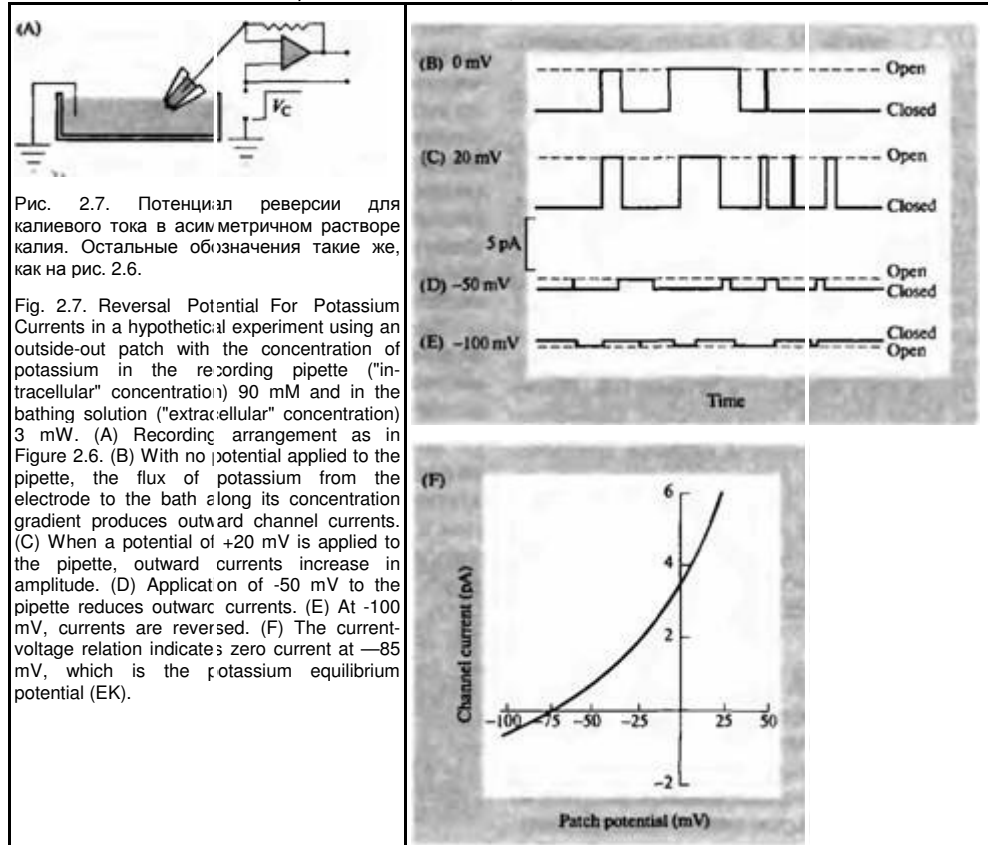 (A)
V_C
Рис. 2.7. Потенциал реверсии для
калиевого тока в асимметричном растворе
калия. Остальные обозначения такие же,
как на рис. 2.6.
Fig. 2.7. Reversal Potential For Potassium
Currents in a hypothetical experiment using an
outside-out patch with the concentration of
potassium in the recording pipette ("in-
tracellular" concentration) 90 mM and in the
bathing solution ("extracellular" concentration)
3 mW. (A) Recording arrangement as in
Figure 2.6. (B) With no potential applied to the
pipette, the flux of potassium from the
electrode to the bath along its concentration
gradient produces outward channel currents.
(C) When a potential of +20 mV is applied to
the pipette, outward currents increase in
amplitude. (D) Application of -50 mV to the
pipette reduces outward currents. (E) At -100
mV, currents are reversed. (F) The current-
voltage relation indicates zero current at —85
mV, which is the potassium equilibrium
potential (EK).
(B) 0 mV
Open
Closed
(C) 20 mV
Open
Closed
5 pA
(D) –50 mV
Open
Closed
(E) –100 mV
Closed
Open
Time
(F)
Channel current (pA)
6
4
2
–100 –75 –50 –25 25 50
–2
Patch potential (mV)